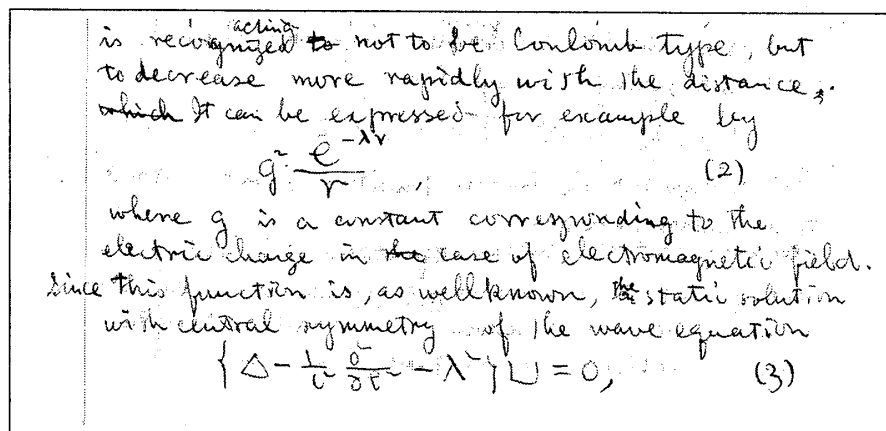 acting
is recognized to not to be Coulomb type, but
to decrease more rapidly with the distance.
which It can be expressed for example by
g² e^{-λr}/r, (2)
where g is a constant corresponding to the
electric charge in the case of electromagnetic field.
Since this function is, as wellknown, the static solution
with central symmetry of the wave equation
{Δ - 1/c² ∂²/∂t² - λ²} U = 0, (3)